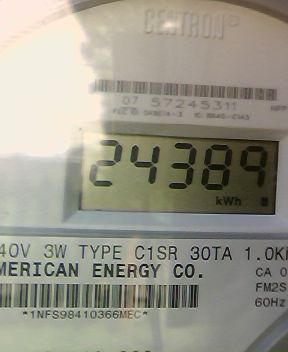 CENTRON®
07 57245311
24389
kWh
40V 3W TYPE C1SR 30TA 1.0K
MERICAN ENERGY CO.
CA 0
FM2S
60Hz
*1NFS98410366MEC*